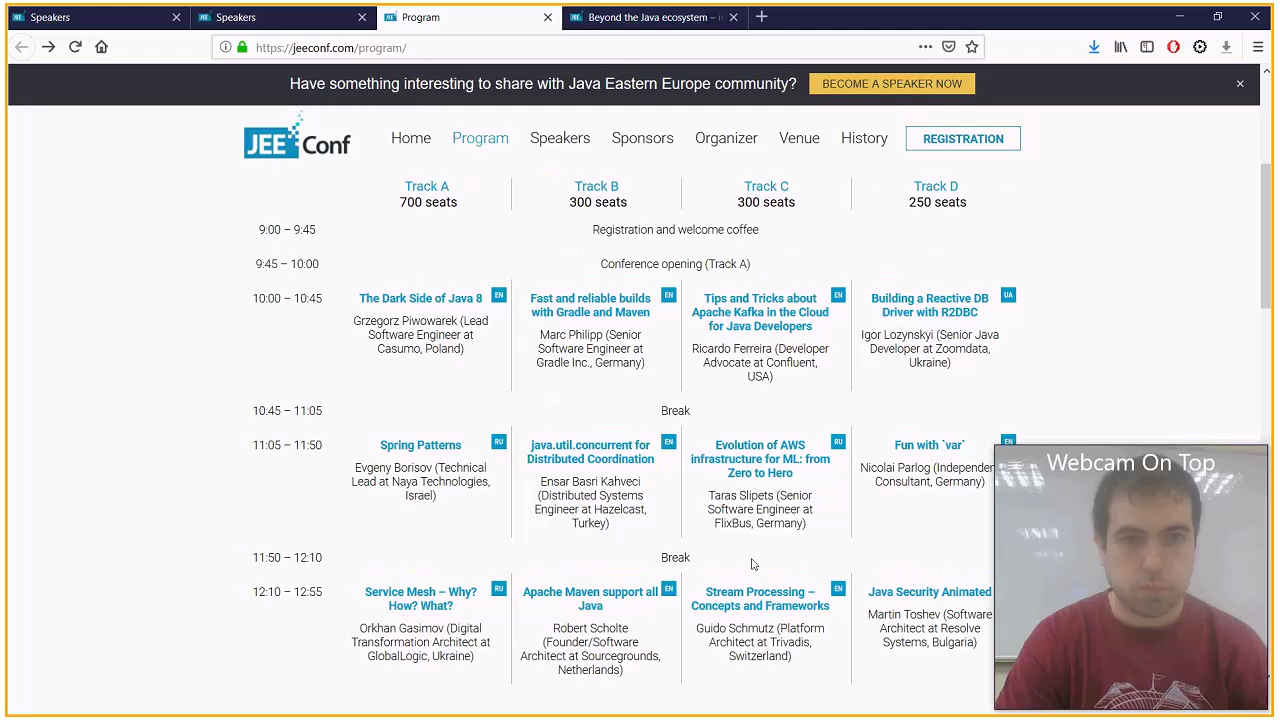 Speakers
Speakers
Program
Beyond the Java ecosystem –
https://jeeconf.com/program/
Have something interesting to share with Java Eastern Europe community?
BECOME A SPEAKER NOW
JEEConf
Home
Program
Speakers
Sponsors
Organizer
Venue
History
REGISTRATION
Track A
700 seats
Track B
300 seats
Track C
300 seats
Track D
250 seats
9:00 – 9:45
Registration and welcome coffee
9:45 – 10:00
Conference opening (Track A)
10:00 – 10:45
The Dark Side of Java 8
EN
Grzegorz Piwowarek (Lead
Software Engineer at
Casumo, Poland)
Fast and reliable builds
with Gradle and Maven
EN
Marc Philipp (Senior
Software Engineer at
Gradle Inc., Germany)
Tips and Tricks about
Apache Kafka in the Cloud
for Java Developers
EN
Ricardo Ferreira (Developer
Advocate at Confluent,
USA)
Building a Reactive DB
Driver with R2DBC
UA
Igor Lozynskyi (Senior Java
Developer at Zoomdata,
Ukraine)
10:45 – 11:05
Break
11:05 – 11:50
Spring Patterns
RU
Evgeny Borisov (Technical
Lead at Naya Technologies,
Israel)
java.util.concurrent for
Distributed Coordination
EN
Ensar Basri Kahveci
(Distributed Systems
Engineer at Hazelcast,
Turkey)
Evolution of AWS
infrastructure for ML: from
Zero to Hero
RU
Taras Slipets (Senior
Software Engineer at
FlixBus, Germany)
Fun with `var`
EN
Nicolai Parlog (Independent
Consultant, Germany)
11:50 – 12:10
Break
12:10 – 12:55
Service Mesh – Why?
How? What?
RU
Orkhan Gasimov (Digital
Transformation Architect at
GlobalLogic, Ukraine)
Apache Maven support all
Java
EN
Robert Scholte
(Founder/Software
Architect at Sourcegrounds,
Netherlands)
Stream Processing –
Concepts and Frameworks
EN
Guido Schmutz (Platform
Architect at Trivadis,
Switzerland)
Java Security Animated
Martin Toshev (Software
Architect at Resolve
Systems, Bulgaria)
Webcam On Top